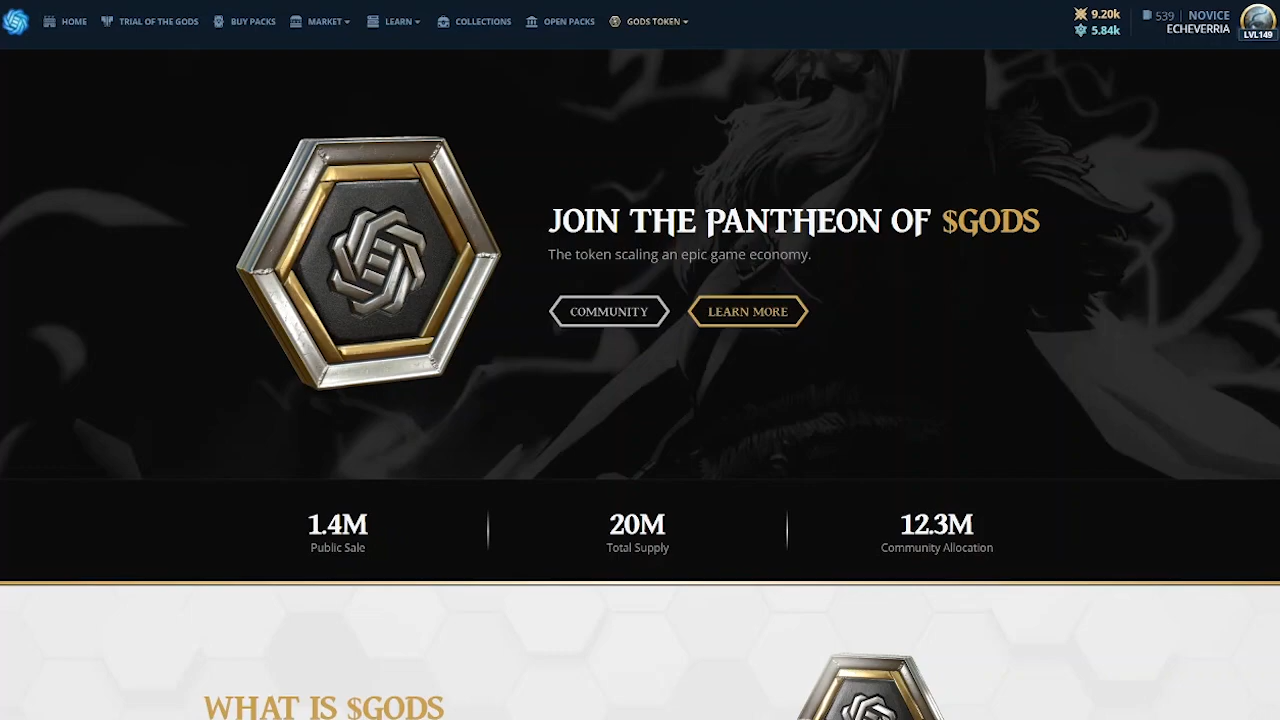 HOME TRIAL OF THE GODS BUY PACKS MARKET LEARN COLLECTIONS OPEN PACKS GODS TOKEN 9.20k 539 | NOVICE
5.84k ECHEVERRIA LVL149
JOIN THE PANTHEON OF $GODS
The token scaling an epic game economy.
COMMUNITY LEARN MORE
1.4M 20M 12.3M
Public Sale Total Supply Community Allocation
WHAT IS $GODS